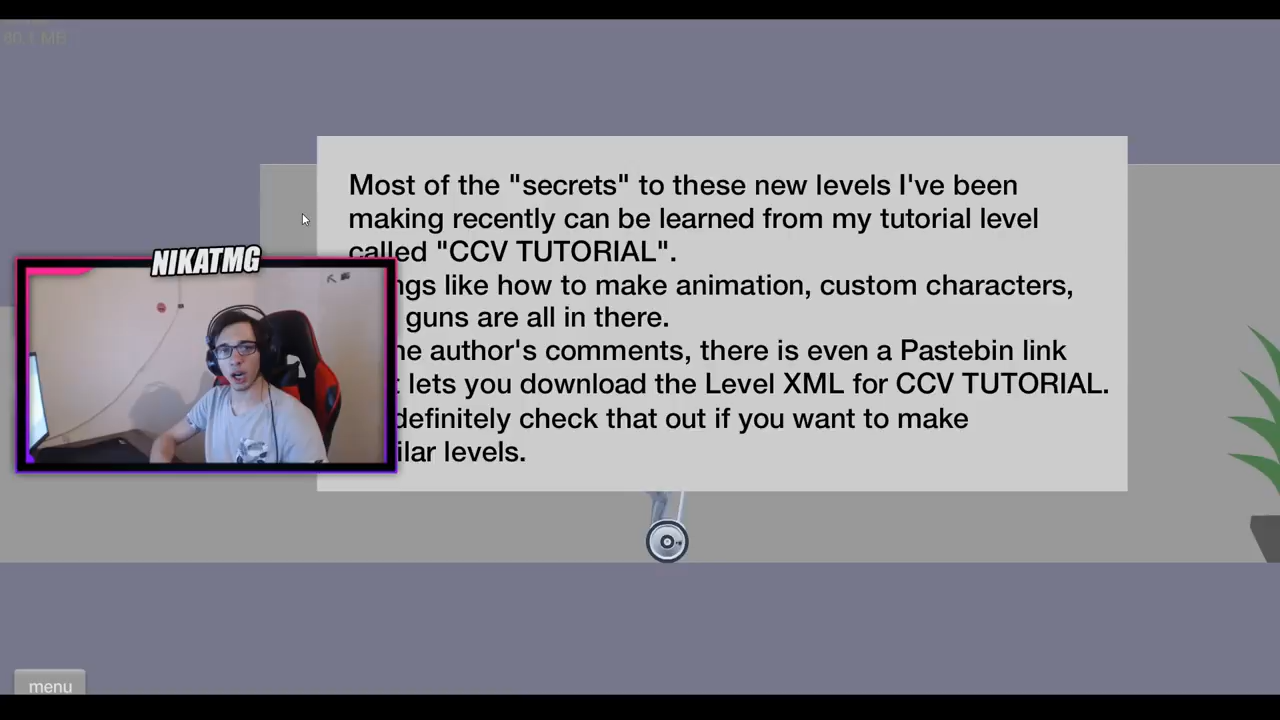 60.1 MB
NIKATMG
Most of the "secrets" to these new levels I've been
making recently can be learned from my tutorial level
called "CCV TUTORIAL".
ngs like how to make animation, custom characters,
guns are all in there.
he author's comments, there is even a Pastebin link
t lets you download the Level XML for CCV TUTORIAL.
definitely check that out if you want to make
ilar levels.
menu